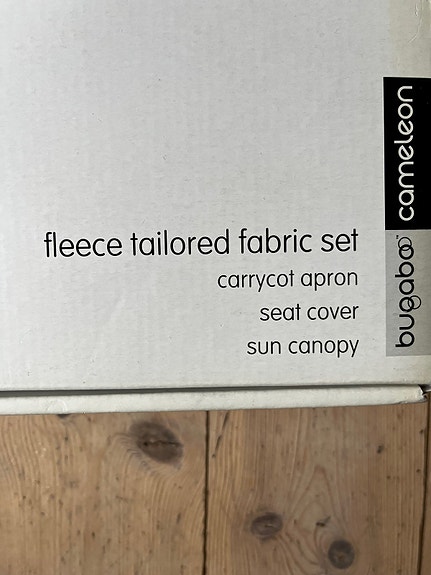 fleece tailored fabric set
carrycot apron
seat cover
sun canopy
bugaboo cameleon